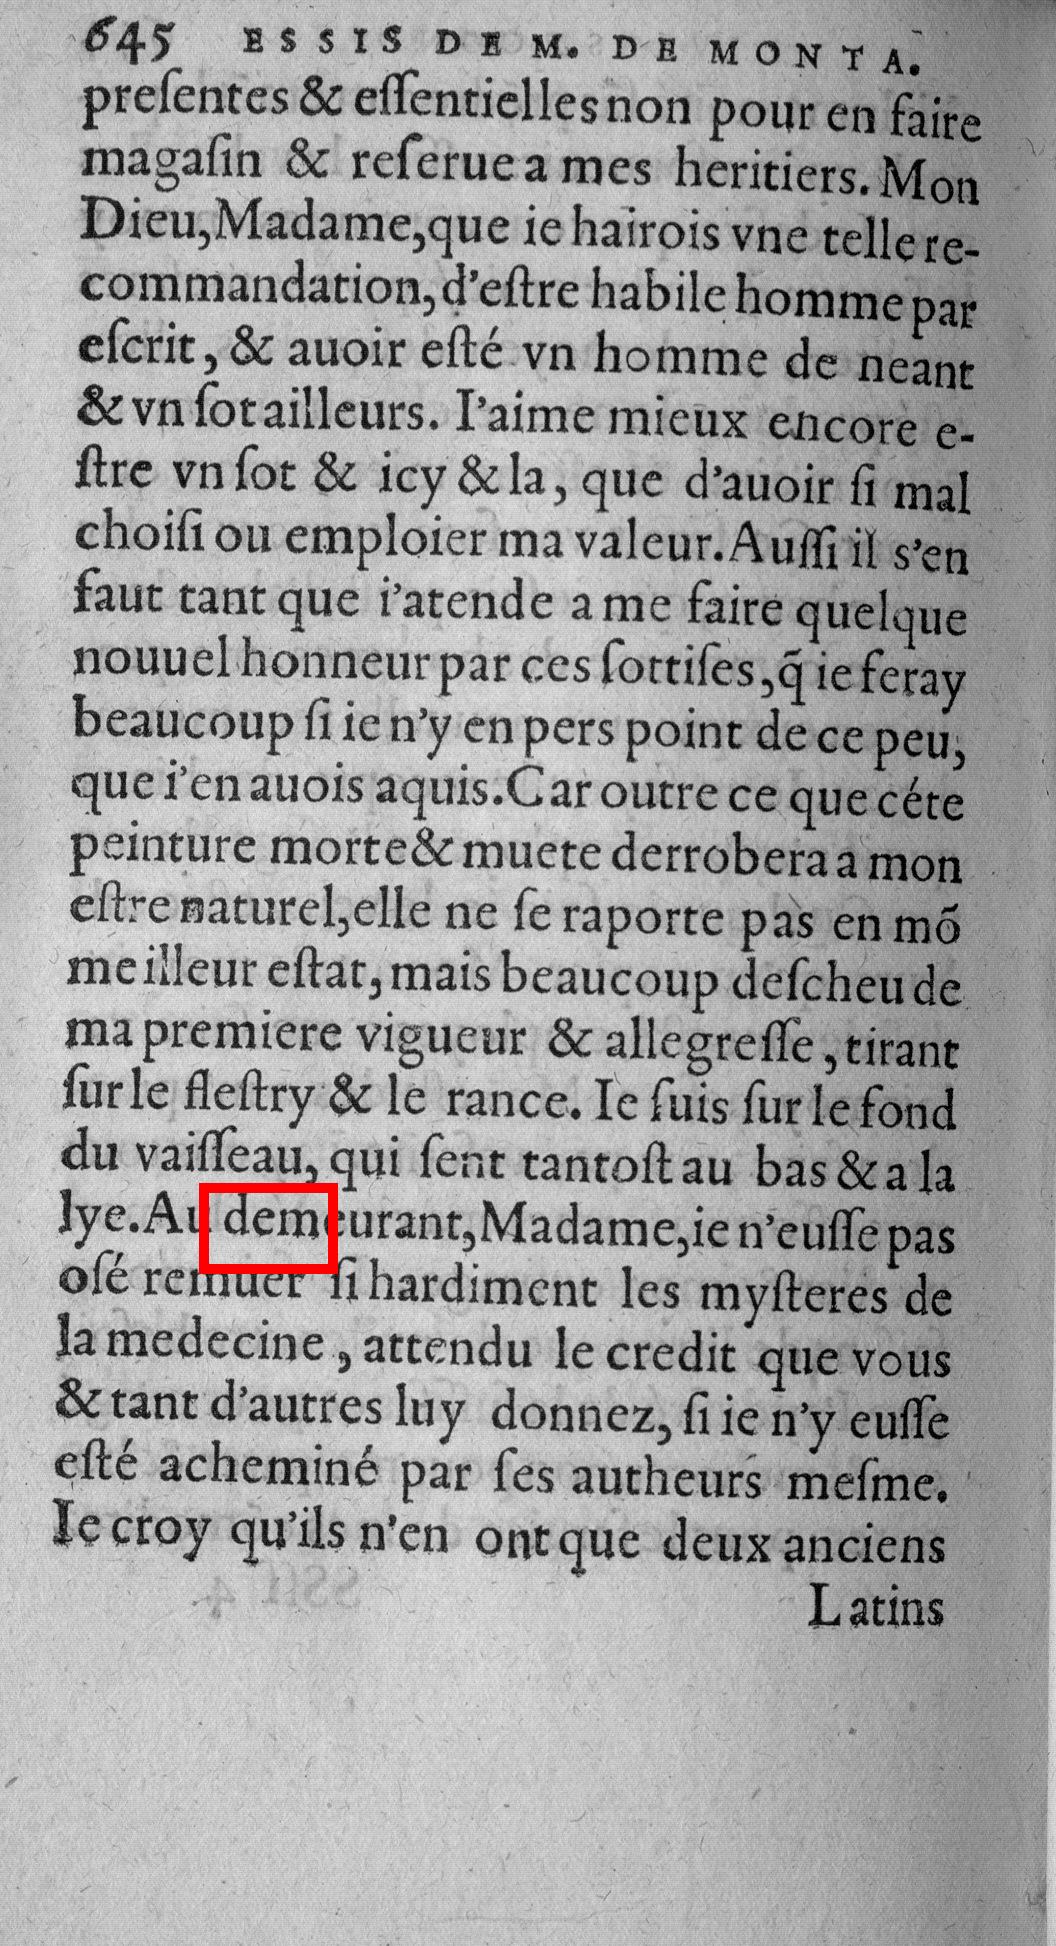 645 ESSIS DE M. DE MONTA.
preſentes & eſſentielles non pour en faire
magaſin & reſerue a mes heritiers. Mon
Dieu, Madame, que ie hairois vne telle re-
commandation, d'eſtre habile homme par
eſcrit, & auoir eſté vn homme de neant
& vn ſot ailleurs. I'aime mieux encore e-
ſtre vn ſot & icy & la, que d'auoir ſi mal
choiſi ou emploier ma valeur. Auſſi il s'en
faut tant que i'atende a me faire quelque
nouuel honneur par ces ſottiſes, q̃ ie feray
beaucoup ſi ie n'y en pers point de ce peu,
que i'en auois aquis. Car outre ce que céte
peinture morte & muete derrobera a mon
eſtre naturel, elle ne ſe raporte pas en mõ
meilleur eſtat, mais beaucoup deſcheu de
ma premiere vigueur & allegreſſe, tirant
ſur le fleſtry & le rance. Ie ſuis ſur le fond
du vaiſſeau, qui ſent tantoſt au bas & a la
lye. Au demeurant, Madame, ie n'euſſe pas
oſé remuer ſi hardiment les myſteres de
la medecine, attendu le credit que vous
& tant d'autres luy donnez, ſi ie n'y euſſe
eſté acheminé par ſes autheurs meſme.
Ie croy qu'ils n'en ont que deux anciens
Latins